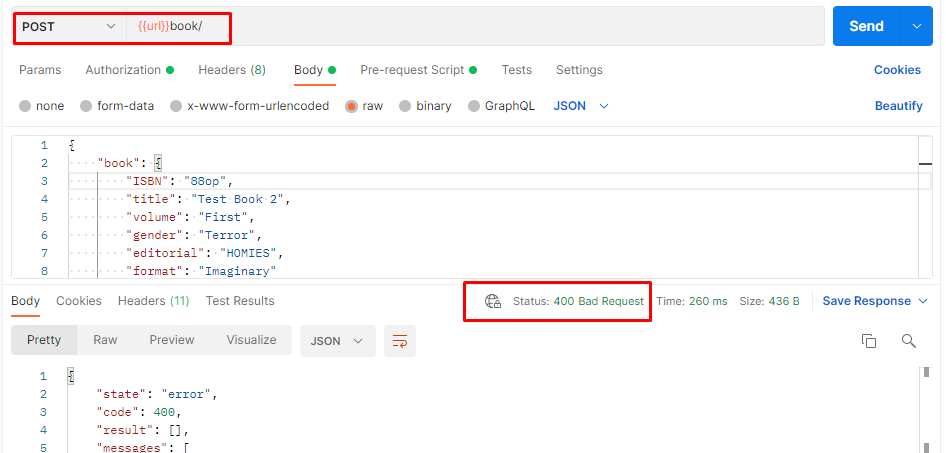 POST {{url}}book/ Send
Params Authorization Headers (8) Body Pre-request Script Tests Settings Cookies
none form-data x-www-form-urlencoded raw binary GraphQL JSON Beautify
1 {
2 "book": {
3 "ISBN": "88op",
4 "title": "Test Book 2",
5 "volume": "First",
6 "gender": "Terror",
7 "editorial": "HOMIES",
8 "format": "Imaginary"
Body Cookies Headers (11) Test Results Status: 400 Bad Request Time: 260 ms Size: 436 B Save Response
Pretty Raw Preview Visualize JSON
1 {
2 "state": "error",
3 "code": 400,
4 "result": [],
5 "messages": [